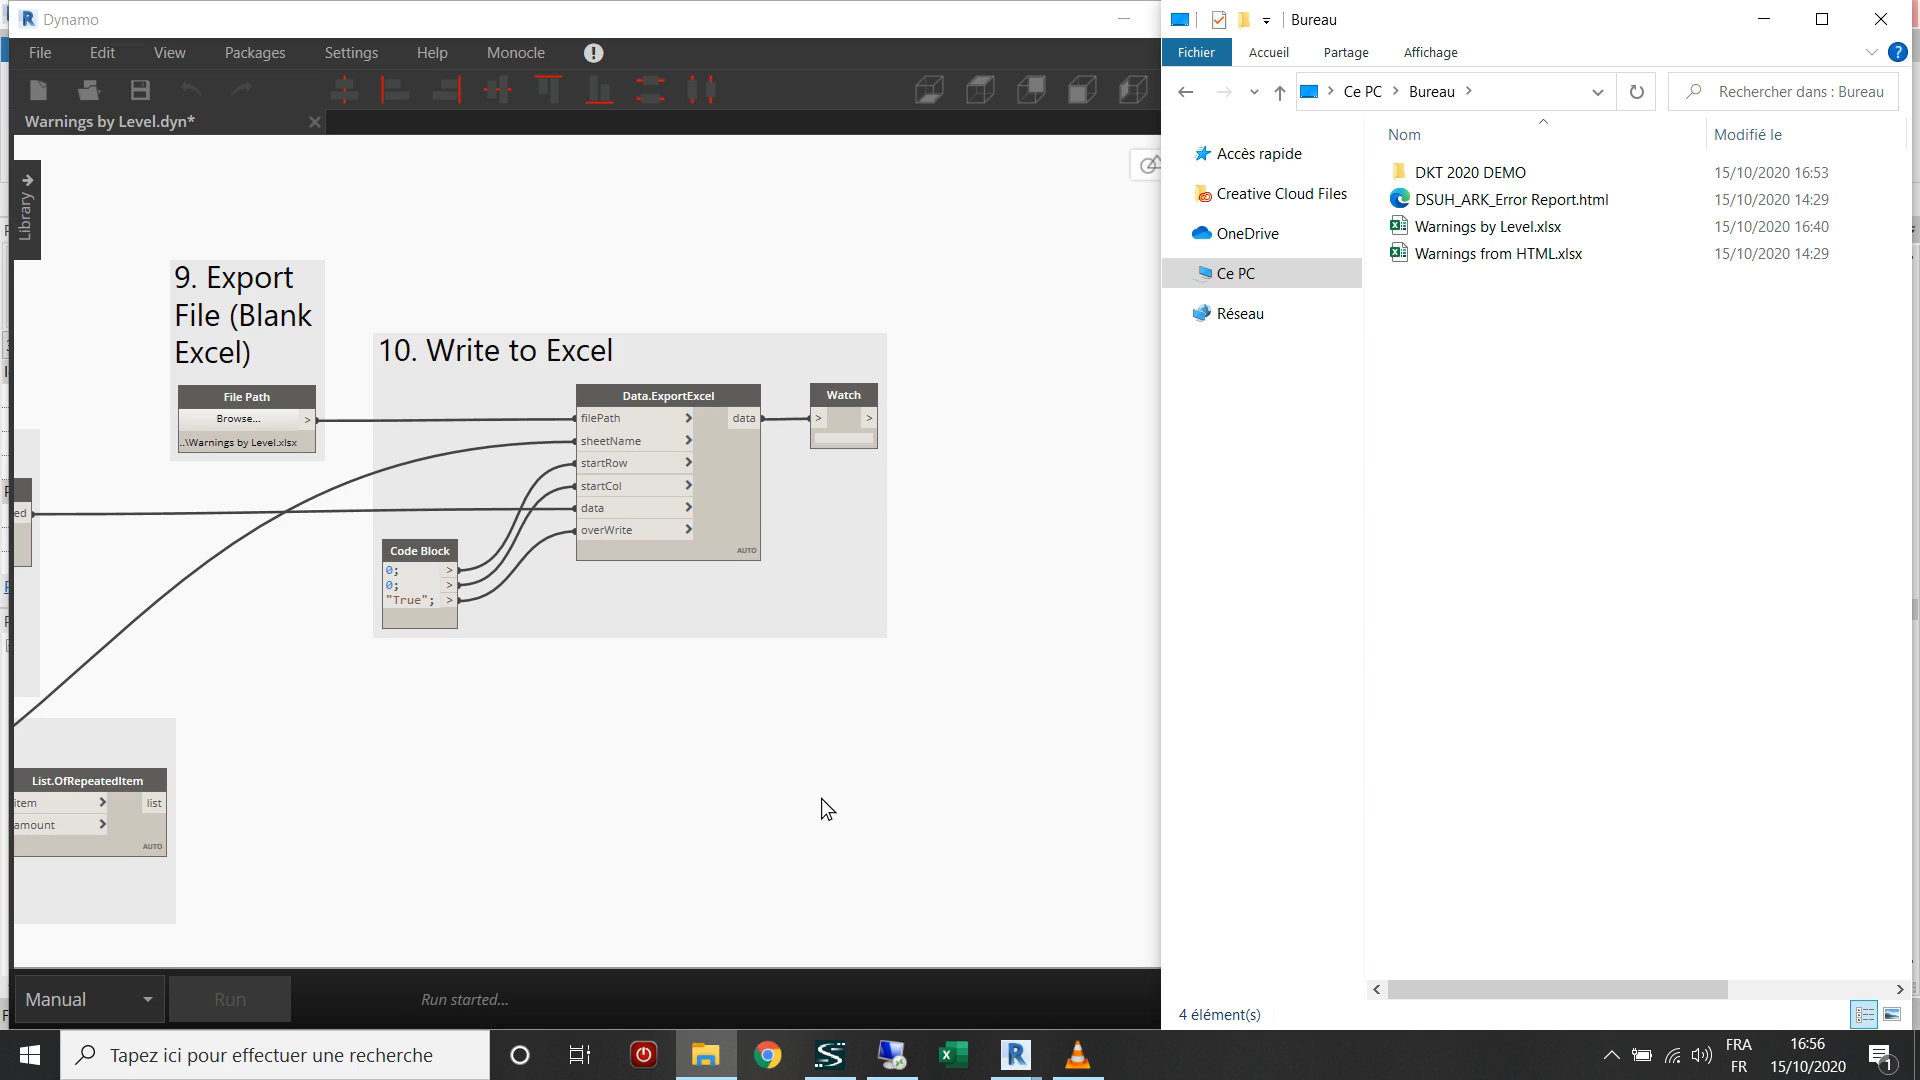 Dynamo
File Edit View Packages Settings Help Monocle
Warnings by Level.dyn*
Library
9. Export
File (Blank
Excel)
File Path
Browse... >
..\Warnings by Level.xlsx
10. Write to Excel
Data.ExportExcel
filePath > data
sheetName >
startRow >
startCol >
data >
overWrite >
AUTO
Watch
> >
Code Block
0; >
0; >
"True"; >
ed
List.OfRepeatedItem
item > list
amount >
AUTO
Manual Run Run started...
Bureau
Fichier Accueil Partage Affichage
Ce PC > Bureau > Rechercher dans : Bureau
Nom Modifié le
Accès rapide
Creative Cloud Files
OneDrive
Ce PC
Réseau
DKT 2020 DEMO 15/10/2020 16:53
DSUH_ARK_Error Report.html 15/10/2020 14:29
Warnings by Level.xlsx 15/10/2020 16:40
Warnings from HTML.xlsx 15/10/2020 14:29
4 élément(s)
Tapez ici pour effectuer une recherche
FRA
FR
16:56
15/10/2020
1